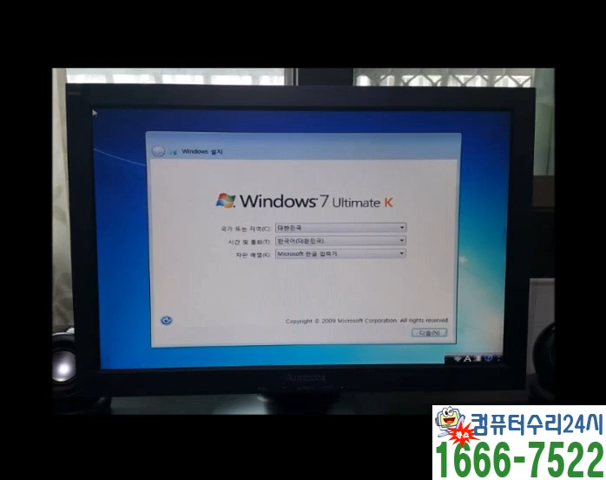 Windows 설치
Windows 7 Ultimate K
국가 또는 지역(C): 대한민국
시간 및 통화(T): 한국어(대한민국)
자판 배열(K): Microsoft 한글 입력기
Copyright © 2009 Microsoft Corporation. All rights reserved.
다음(N)
컴퓨터수리24시
1666-7522